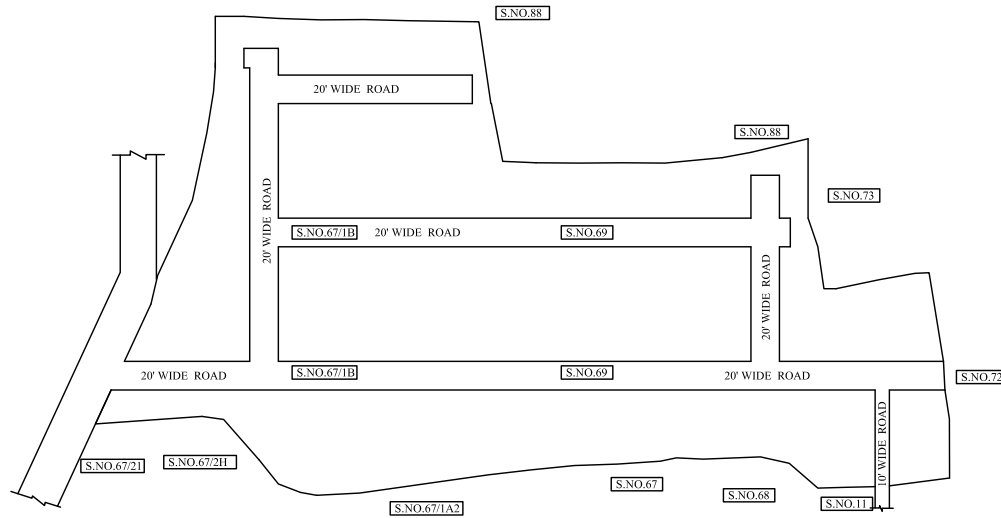 S.NO.88
20' WIDE ROAD
S.NO.88
S.NO.73
20' WIDE ROAD
S.NO.67/1B
20' WIDE ROAD
S.NO.69
20' WIDE ROAD
20' WIDE ROAD
S.NO.67/1B
S.NO.69
20' WIDE ROAD
S.NO.72
10' WIDE ROAD
S.NO.67/21
S.NO.67/2H
S.NO.67/1A2
S.NO.67
S.NO.68
S.NO.11